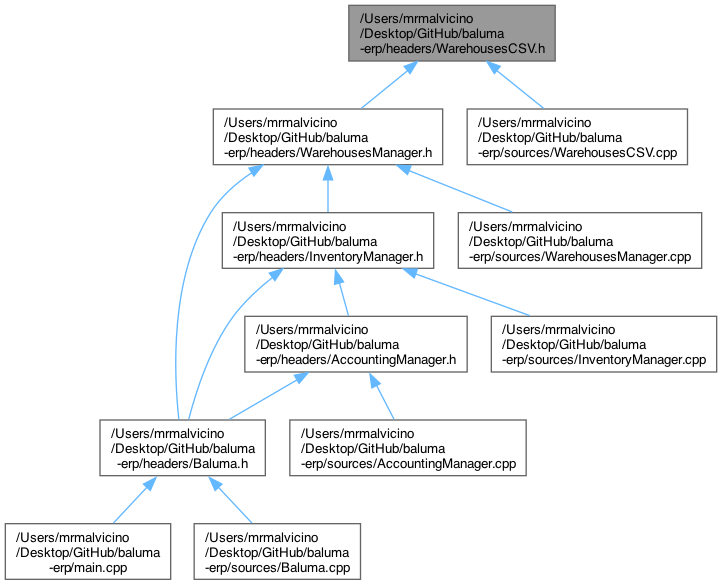 /Users/mrmalvicino
/Desktop/GitHub/baluma
-erp/headers/WarehousesCSV.h
/Users/mrmalvicino
/Desktop/GitHub/baluma
-erp/headers/WarehousesManager.h
/Users/mrmalvicino
/Desktop/GitHub/baluma
-erp/sources/WarehousesCSV.cpp
/Users/mrmalvicino
/Desktop/GitHub/baluma
-erp/headers/InventoryManager.h
/Users/mrmalvicino
/Desktop/GitHub/baluma
-erp/sources/WarehousesManager.cpp
/Users/mrmalvicino
/Desktop/GitHub/baluma
-erp/headers/AccountingManager.h
/Users/mrmalvicino
/Desktop/GitHub/baluma
-erp/sources/InventoryManager.cpp
/Users/mrmalvicino
/Desktop/GitHub/baluma
-erp/headers/Baluma.h
/Users/mrmalvicino
/Desktop/GitHub/baluma
-erp/sources/AccountingManager.cpp
/Users/mrmalvicino
/Desktop/GitHub/baluma
-erp/main.cpp
/Users/mrmalvicino
/Desktop/GitHub/baluma
-erp/sources/Baluma.cpp